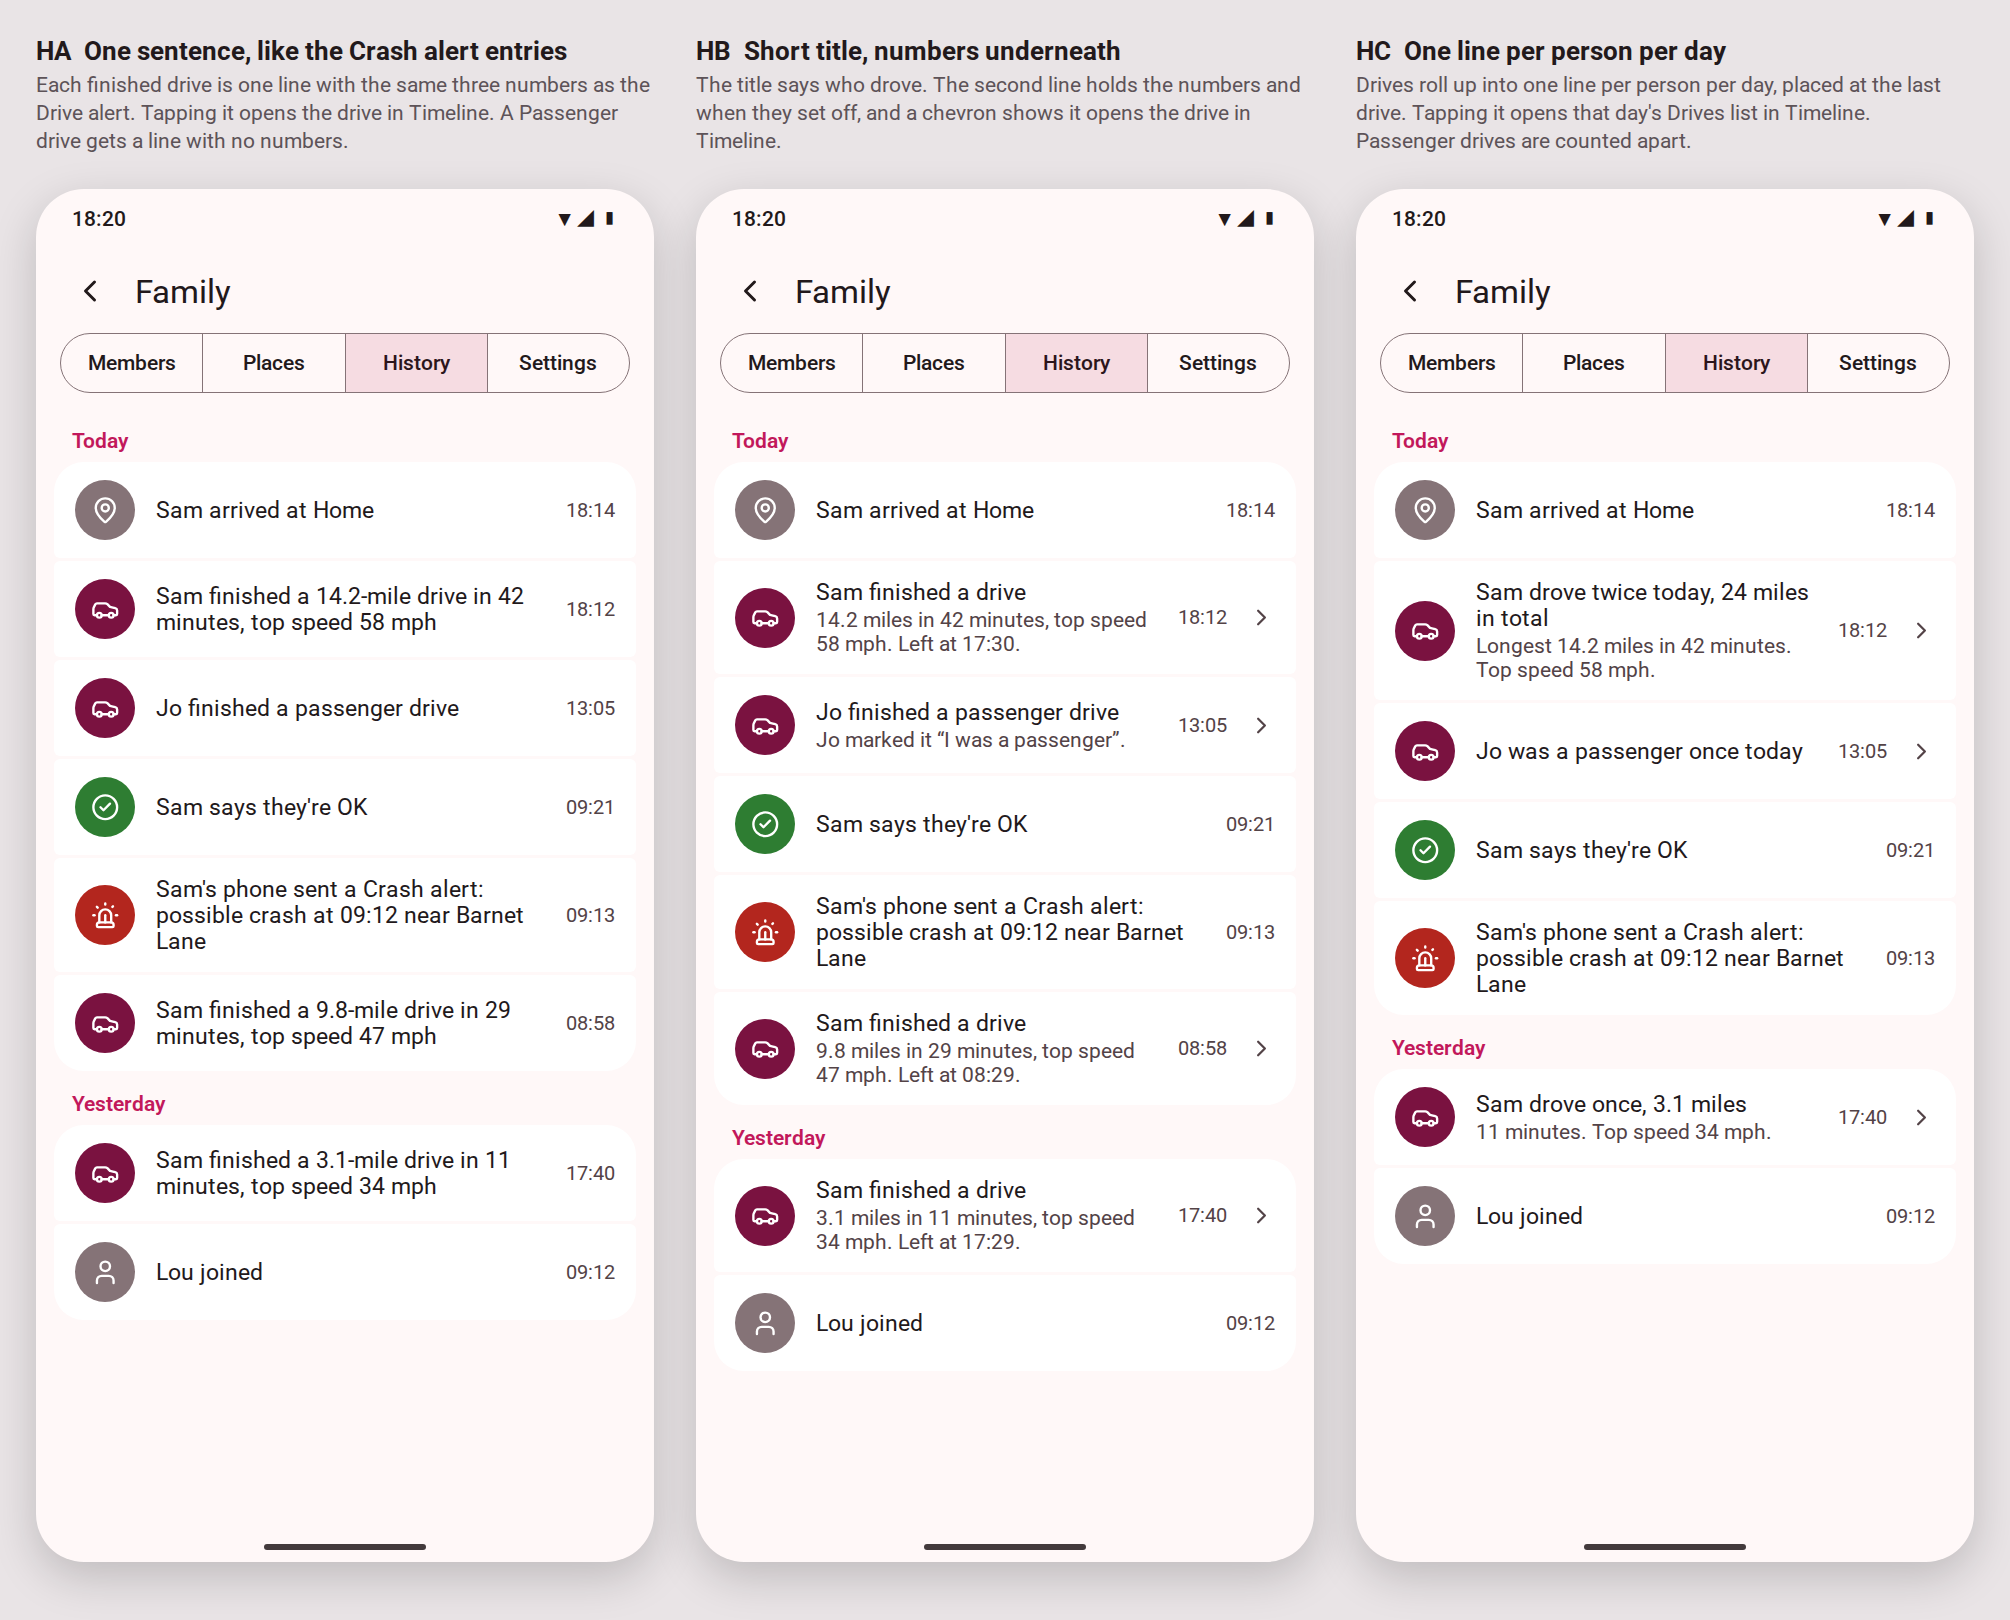 HA One sentence, like the Crash alert entries
Each finished drive is one line with the same three numbers as the
Drive alert. Tapping it opens the drive in Timeline. A Passenger
drive gets a line with no numbers.
18:20
Family
Members
Places
History
Settings
Today
Sam arrived at Home
18:14
Sam finished a 14.2-mile drive in 42
minutes, top speed 58 mph
18:12
Jo finished a passenger drive
13:05
Sam says they're OK
09:21
Sam's phone sent a Crash alert:
possible crash at 09:12 near Barnet
Lane
09:13
Sam finished a 9.8-mile drive in 29
minutes, top speed 47 mph
08:58
Yesterday
Sam finished a 3.1-mile drive in 11
minutes, top speed 34 mph
17:40
Lou joined
09:12
HB Short title, numbers underneath
The title says who drove. The second line holds the numbers and
when they set off, and a chevron shows it opens the drive in
Timeline.
18:20
Family
Members
Places
History
Settings
Today
Sam arrived at Home
18:14
Sam finished a drive
14.2 miles in 42 minutes, top speed
58 mph. Left at 17:30.
18:12
Jo finished a passenger drive
Jo marked it “I was a passenger”.
13:05
Sam says they're OK
09:21
Sam's phone sent a Crash alert:
possible crash at 09:12 near Barnet
Lane
09:13
Sam finished a drive
9.8 miles in 29 minutes, top speed
47 mph. Left at 08:29.
08:58
Yesterday
Sam finished a drive
3.1 miles in 11 minutes, top speed
34 mph. Left at 17:29.
17:40
Lou joined
09:12
HC One line per person per day
Drives roll up into one line per person per day, placed at the last
drive. Tapping it opens that day's Drives list in Timeline.
Passenger drives are counted apart.
18:20
Family
Members
Places
History
Settings
Today
Sam arrived at Home
18:14
Sam drove twice today, 24 miles
in total
Longest 14.2 miles in 42 minutes.
Top speed 58 mph.
18:12
Jo was a passenger once today
13:05
Sam says they're OK
09:21
Sam's phone sent a Crash alert:
possible crash at 09:12 near Barnet
Lane
09:13
Yesterday
Sam drove once, 3.1 miles
11 minutes. Top speed 34 mph.
17:40
Lou joined
09:12